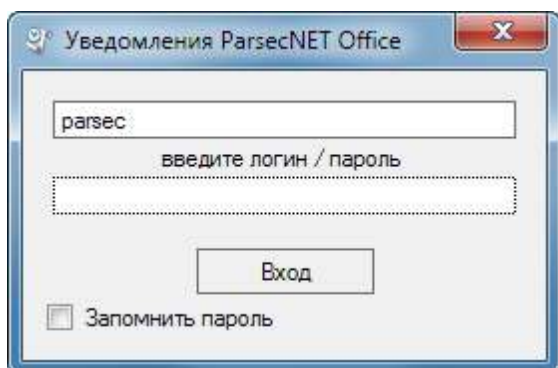 Уведомления ParsecNET Office
parsec
введите логин / пароль
Вход
Запомнить пароль